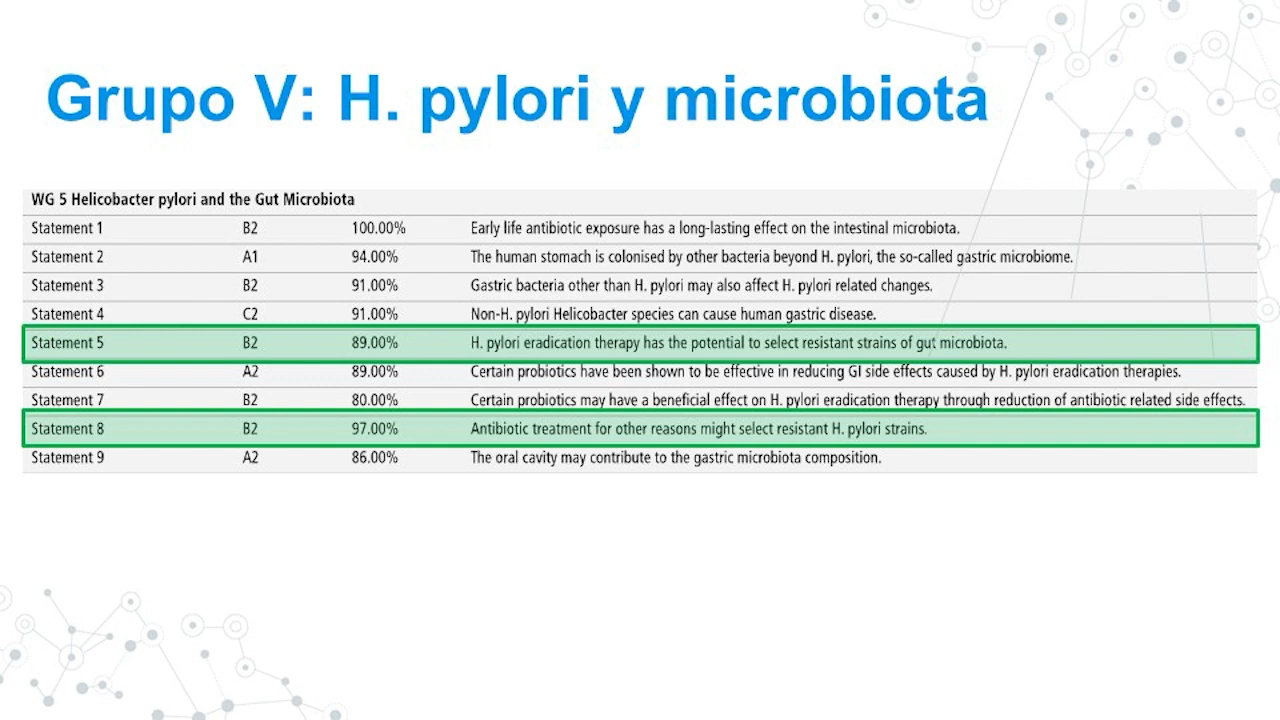 Grupo V: H. pylori y microbiota
WG 5 Helicobacter pylori and the Gut Microbiota
Statement 1 B2 100.00% Early life antibiotic exposure has a long-lasting effect on the intestinal microbiota.
Statement 2 A1 94.00% The human stomach is colonised by other bacteria beyond H. pylori, the so-called gastric microbiome.
Statement 3 B2 91.00% Gastric bacteria other than H. pylori may also affect H. pylori related changes.
Statement 4 C2 91.00% Non-H. pylori Helicobacter species can cause human gastric disease.
Statement 5 B2 89.00% H. pylori eradication therapy has the potential to select resistant strains of gut microbiota.
Statement 6 A2 89.00% Certain probiotics have been shown to be effective in reducing GI side effects caused by H. pylori eradication therapies.
Statement 7 B2 80.00% Certain probiotics may have a beneficial effect on H. pylori eradication therapy through reduction of antibiotic related side effects.
Statement 8 B2 97.00% Antibiotic treatment for other reasons might select resistant H. pylori strains.
Statement 9 A2 86.00% The oral cavity may contribute to the gastric microbiota composition.